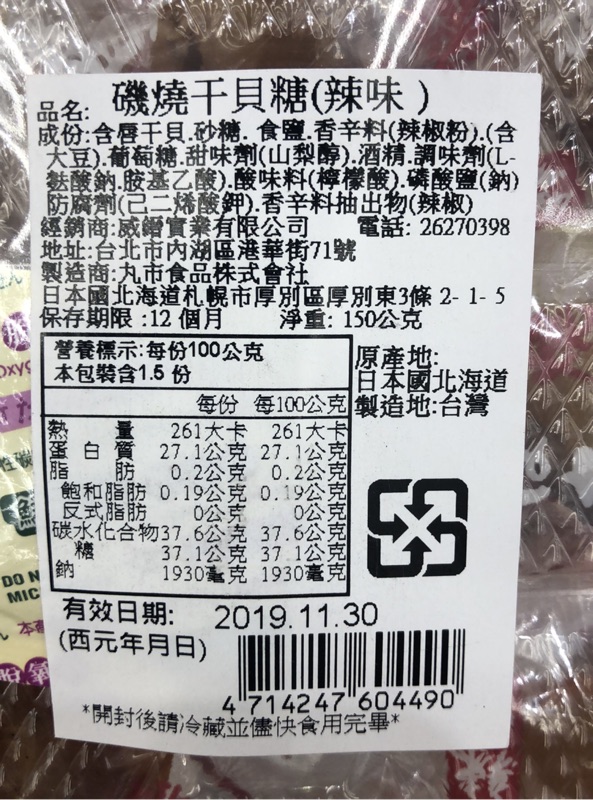 品名: 磯燒干貝糖(辣味)
成份:含唇干貝.砂糖.食鹽.香辛料(辣椒粉).(含
大豆).葡萄糖.甜味劑(山梨醇).酒精.調味劑(L-
麩酸鈉.胺基乙酸).酸味料(檸檬酸).磷酸鹽(鈉)
防腐劑(己二烯酸鉀).香辛料抽出物(辣椒)
經銷商:威縉實業有限公司 電話: 26270398
地址:台北市內湖區港華街71號
製造商:丸市食品株式會社
日本國北海道札幌市厚別區厚別東3條 2- 1- 5
保存期限:12個月 淨重: 150公克
營養標示:每份100公克
本包裝含1.5 份
每份 每100公克
熱量 261大卡 261大卡
蛋白質 27.1公克 27.1公克
脂肪 0.2公克 0.2公克
飽和脂肪 0.19公克 0.19公克
反式脂肪 0公克 0公克
碳水化合物 37.6公克 37.6公克
糖 37.1公克 37.1公克
鈉 1930毫克 1930毫克
原產地:
日本國北海道
製造地:台灣
有效日期: 2019.11.30
(西元年月日)
4 714247 604490
*開封後請冷藏並儘快食用完畢*
DO N
MIC